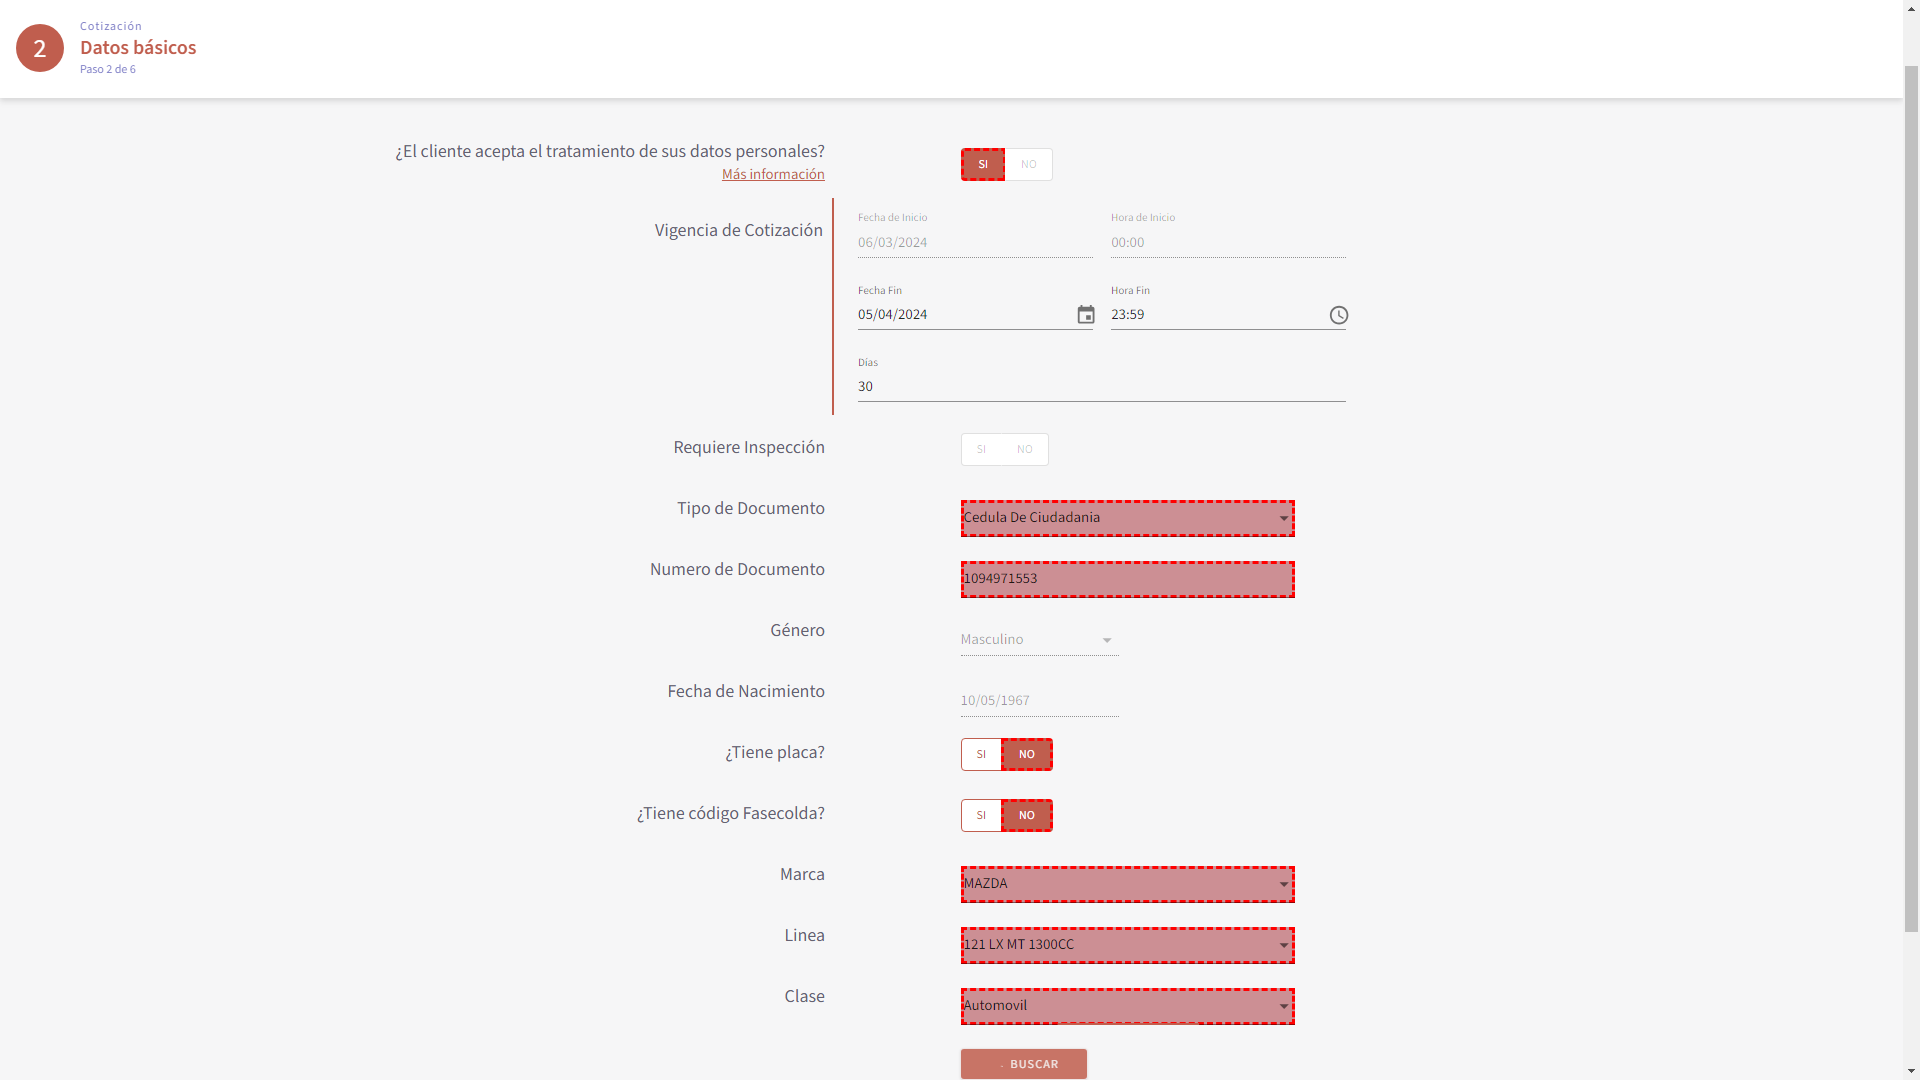 2
Cotización
Datos básicos
Paso 2 de 6
¿El cliente acepta el tratamiento de sus datos personales?
Más información
SI NO
Vigencia de Cotización
Fecha de Inicio Hora de Inicio
06/03/2024 00:00
Fecha Fin Hora Fin
05/04/2024 23:59
Días
30
Requiere Inspección SI NO
Tipo de Documento Cedula De Ciudadania
Numero de Documento 1094971553
Género Masculino
Fecha de Nacimiento 10/05/1967
¿Tiene placa? SI NO
¿Tiene código Fasecolda? SI NO
Marca MAZDA
Linea 121 LX MT 1300CC
Clase Automovil
BUSCAR